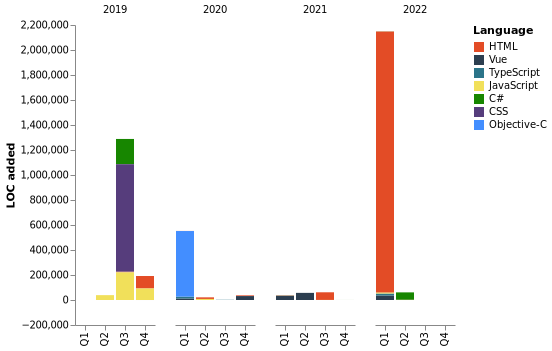 2019 2020 2021 2022
Language
HTML
Vue
TypeScript
JavaScript
C#
CSS
Objective-C
LOC added
2,200,000
2,000,000
1,800,000
1,600,000
1,400,000
1,200,000
1,000,000
800,000
600,000
400,000
200,000
0
−200,000
Q1 Q2 Q3 Q4 Q1 Q2 Q3 Q4 Q1 Q2 Q3 Q4 Q1 Q2 Q3 Q4